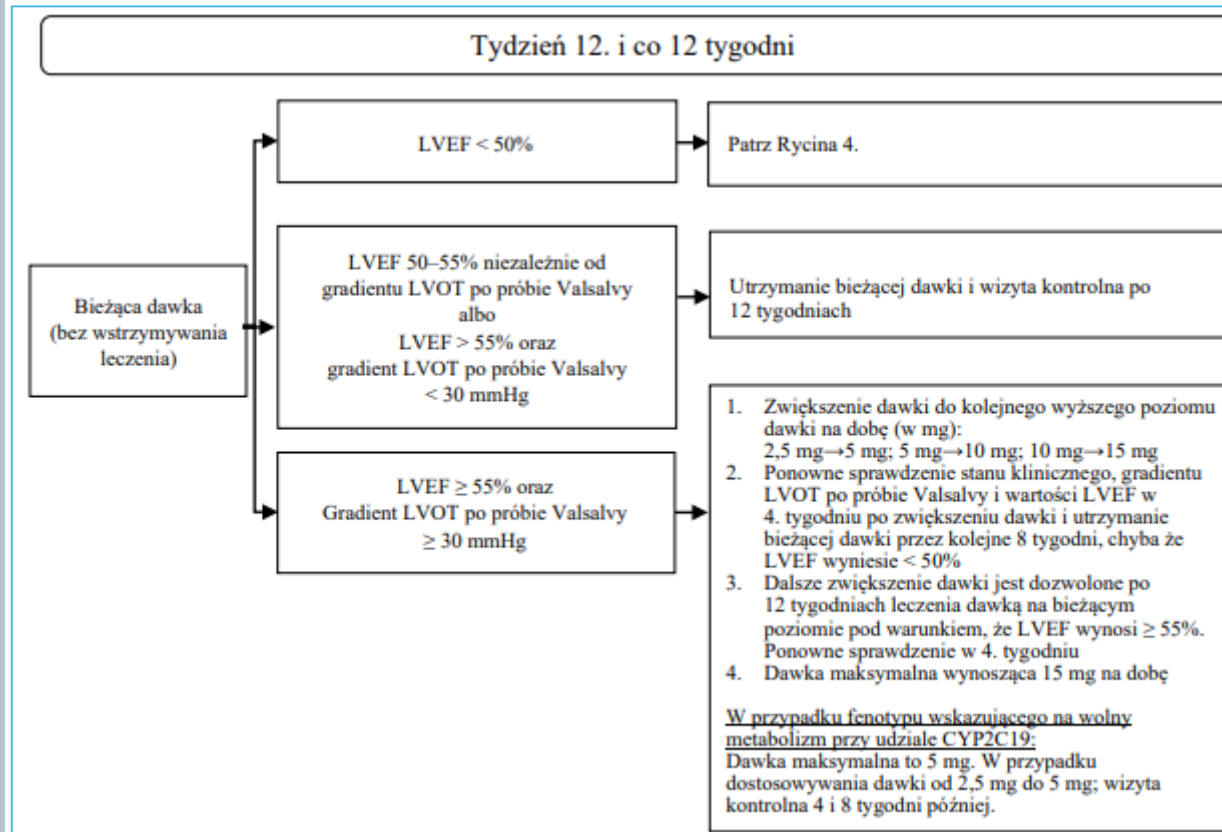 Tydzień 12. i co 12 tygodni
LVEF < 50%
Patrz Rycina 4.
Bieżąca dawka
(bez wstrzymywania
leczenia)
LVEF 50–55% niezależnie od
gradientu LVOT po próbie Valsalvy
albo
LVEF > 55% oraz
gradient LVOT po próbie Valsalvy
< 30 mmHg
Utrzymanie bieżącej dawki i wizyta kontrolna po
12 tygodniach
LVEF ≥ 55% oraz
Gradient LVOT po próbie Valsalvy
≥ 30 mmHg
1. Zwiększenie dawki do kolejnego wyższego poziomu
dawki na dobę (w mg):
2,5 mg→5 mg; 5 mg→10 mg; 10 mg→15 mg
2. Ponowne sprawdzenie stanu klinicznego, gradientu
LVOT po próbie Valsalvy i wartości LVEF w
4. tygodniu po zwiększeniu dawki i utrzymanie
bieżącej dawki przez kolejne 8 tygodni, chyba że
LVEF wyniesie < 50%
3. Dalsze zwiększenie dawki jest dozwolone po
12 tygodniach leczenia dawką na bieżącym
poziomie pod warunkiem, że LVEF wynosi ≥ 55%.
Ponowne sprawdzenie w 4. tygodniu
4. Dawka maksymalna wynosząca 15 mg na dobę
W przypadku fenotypu wskazującego na wolny
metabolizm przy udziale CYP2C19:
Dawka maksymalna to 5 mg. W przypadku
dostosowywania dawki od 2,5 mg do 5 mg; wizyta
kontrolna 4 i 8 tygodni później.